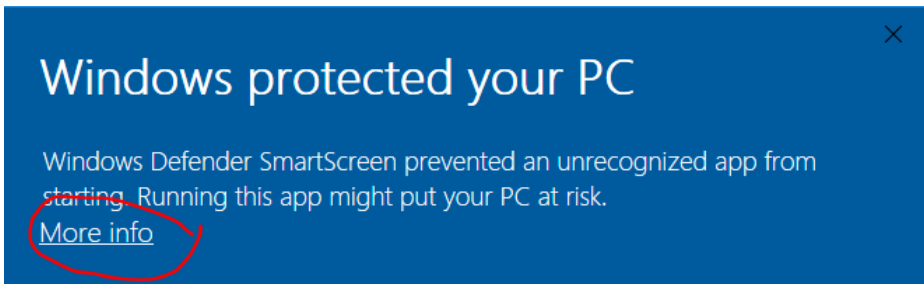 Windows protected your PC
Windows Defender SmartScreen prevented an unrecognized app from
starting. Running this app might put your PC at risk.
More info